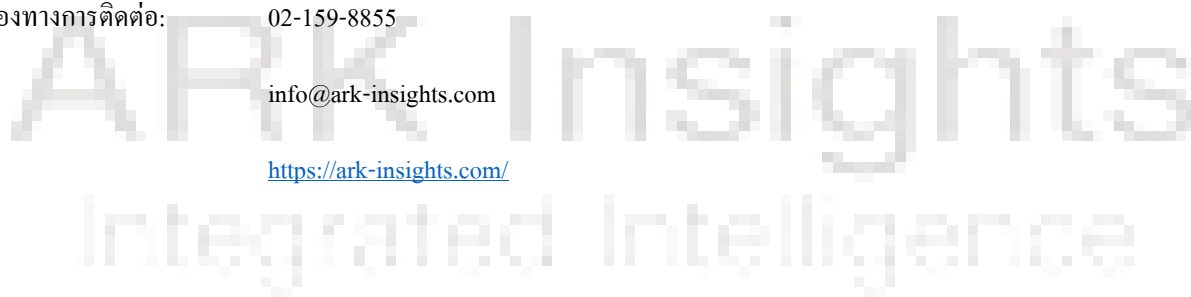 องทางการติดต่อ: 02-159-8855
info@ark-insights.com
https://ark-insights.com/
ARK Insights
Integrated Intelligence